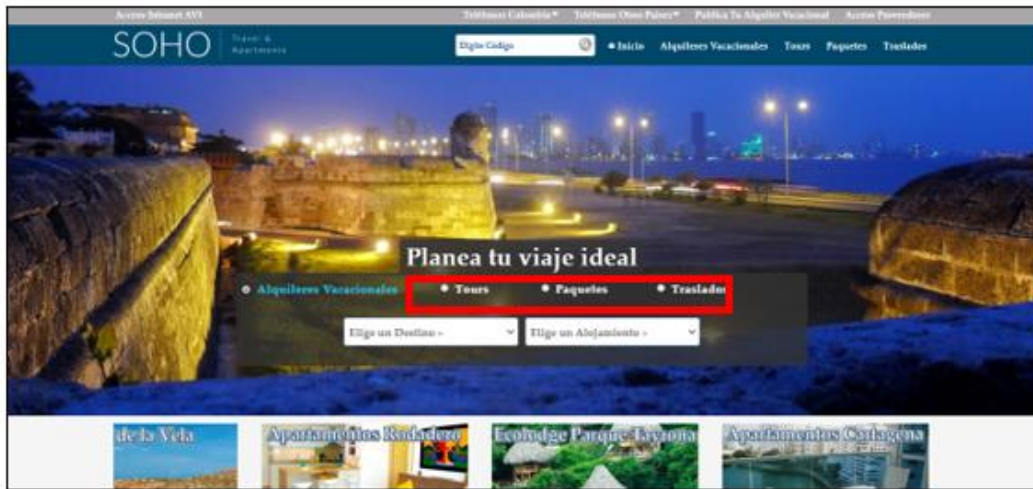 Acceso Intranet AVI
Teléfonos Colombia Teléfonos Otros Países Publica Tu Alquiler Vacacional Acceso Proveedores
SOHO Travel & Apartments
Digite Código
Inicio Alquileres Vacacionales Tours Paquetes Traslados
Planea tu viaje ideal
Alquileres Vacacionales Tours Paquetes Traslados
Elige un Destino - Elige un Alojamiento -
de la Vela Apartamentos Rodadero Ecolodge Parque Tayrona Apartamentos Cartagena